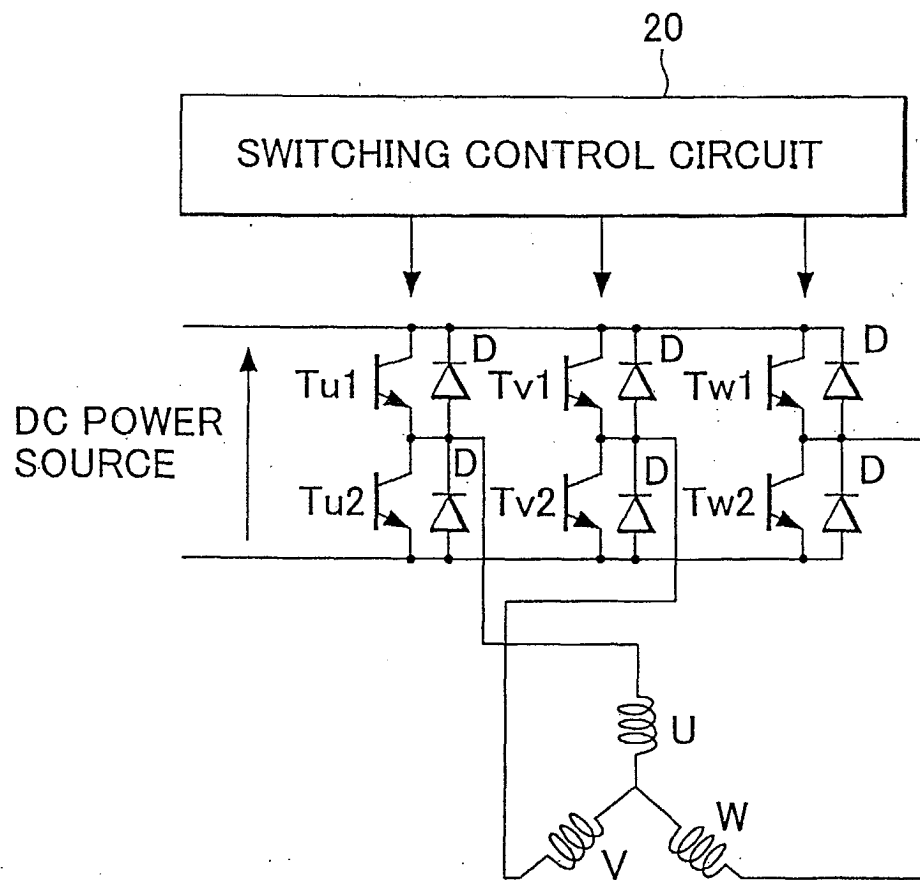 20
SWITCHING CONTROL CIRCUIT
D
D
D
Tu1
Tv1
Tw1
DC POWER
SOURCE
D
D
D
Tu2
Tv2
Tw2
U
W
V